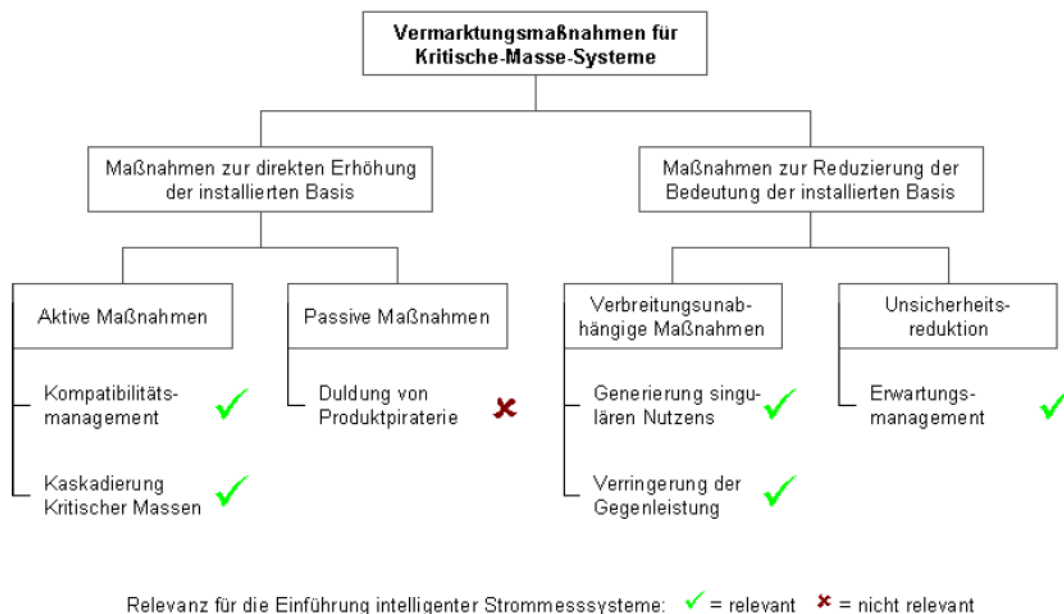 Vermarktungsmaßnahmen für
Kritische-Masse-Systeme
Maßnahmen zur direkten Erhöhung
der installierten Basis
Maßnahmen zur Reduzierung der
Bedeutung der installierten Basis
Aktive Maßnahmen
Passive Maßnahmen
Verbreitungsunab-
hängige Maßnahmen
Unsicherheits-
reduktion
Kompatibilitäts-
management
Kaskadierung
Kritischer Massen
Duldung von
Produktpiraterie
Generierung singu-
lären Nutzens
Verringerung der
Gegenleistung
Erwartungs-
management
Relevanz für die Einführung intelligenter Strommesssysteme: ✓ = relevant ✗ = nicht relevant